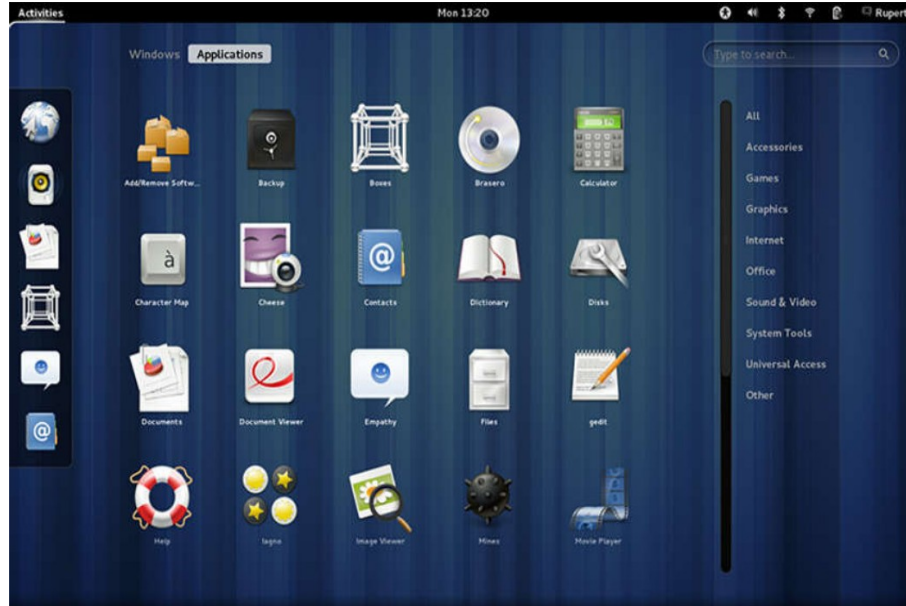 Activities Mon 13:20 Rupert
Windows Applications Type to search...
Add/Remove Softw... Backup Boxes Brasero Calculator
Character Map Cheese Contacts Dictionary Disks
Documents Document Viewer Empathy Files gedit
Help Iagno Image Viewer Mines Movie Player
All
Accessories
Games
Graphics
Internet
Office
Sound & Video
System Tools
Universal Access
Other